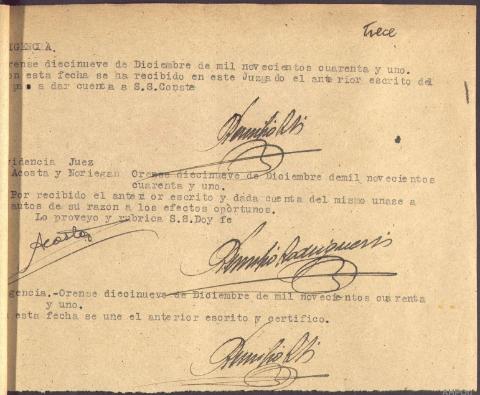 Trece
IGENCIA.
rense diecinueve de Diciembre de mil novecientos cuarenta y uno.
on esta fecha se ha recibido en este Juzgado el anterior escrito del
a dar cuenta a S.S.Conste
videncia Juez
Acosta y Noriegan Orense diecinueve de Diciembre demil novecientos
cuarenta y uno.
Por recibido el anterior escrito y dada cuenta del mismo unase a
autos de su razon a los efectos oportunos.
Lo proveyo y rubrica S.S.Doy fe
Acosta
igencia.-Orense diecinueve de Diciembre de mil novecientos cuarenta
y uno.
esta fecha se une el anterior escrito y certifico.